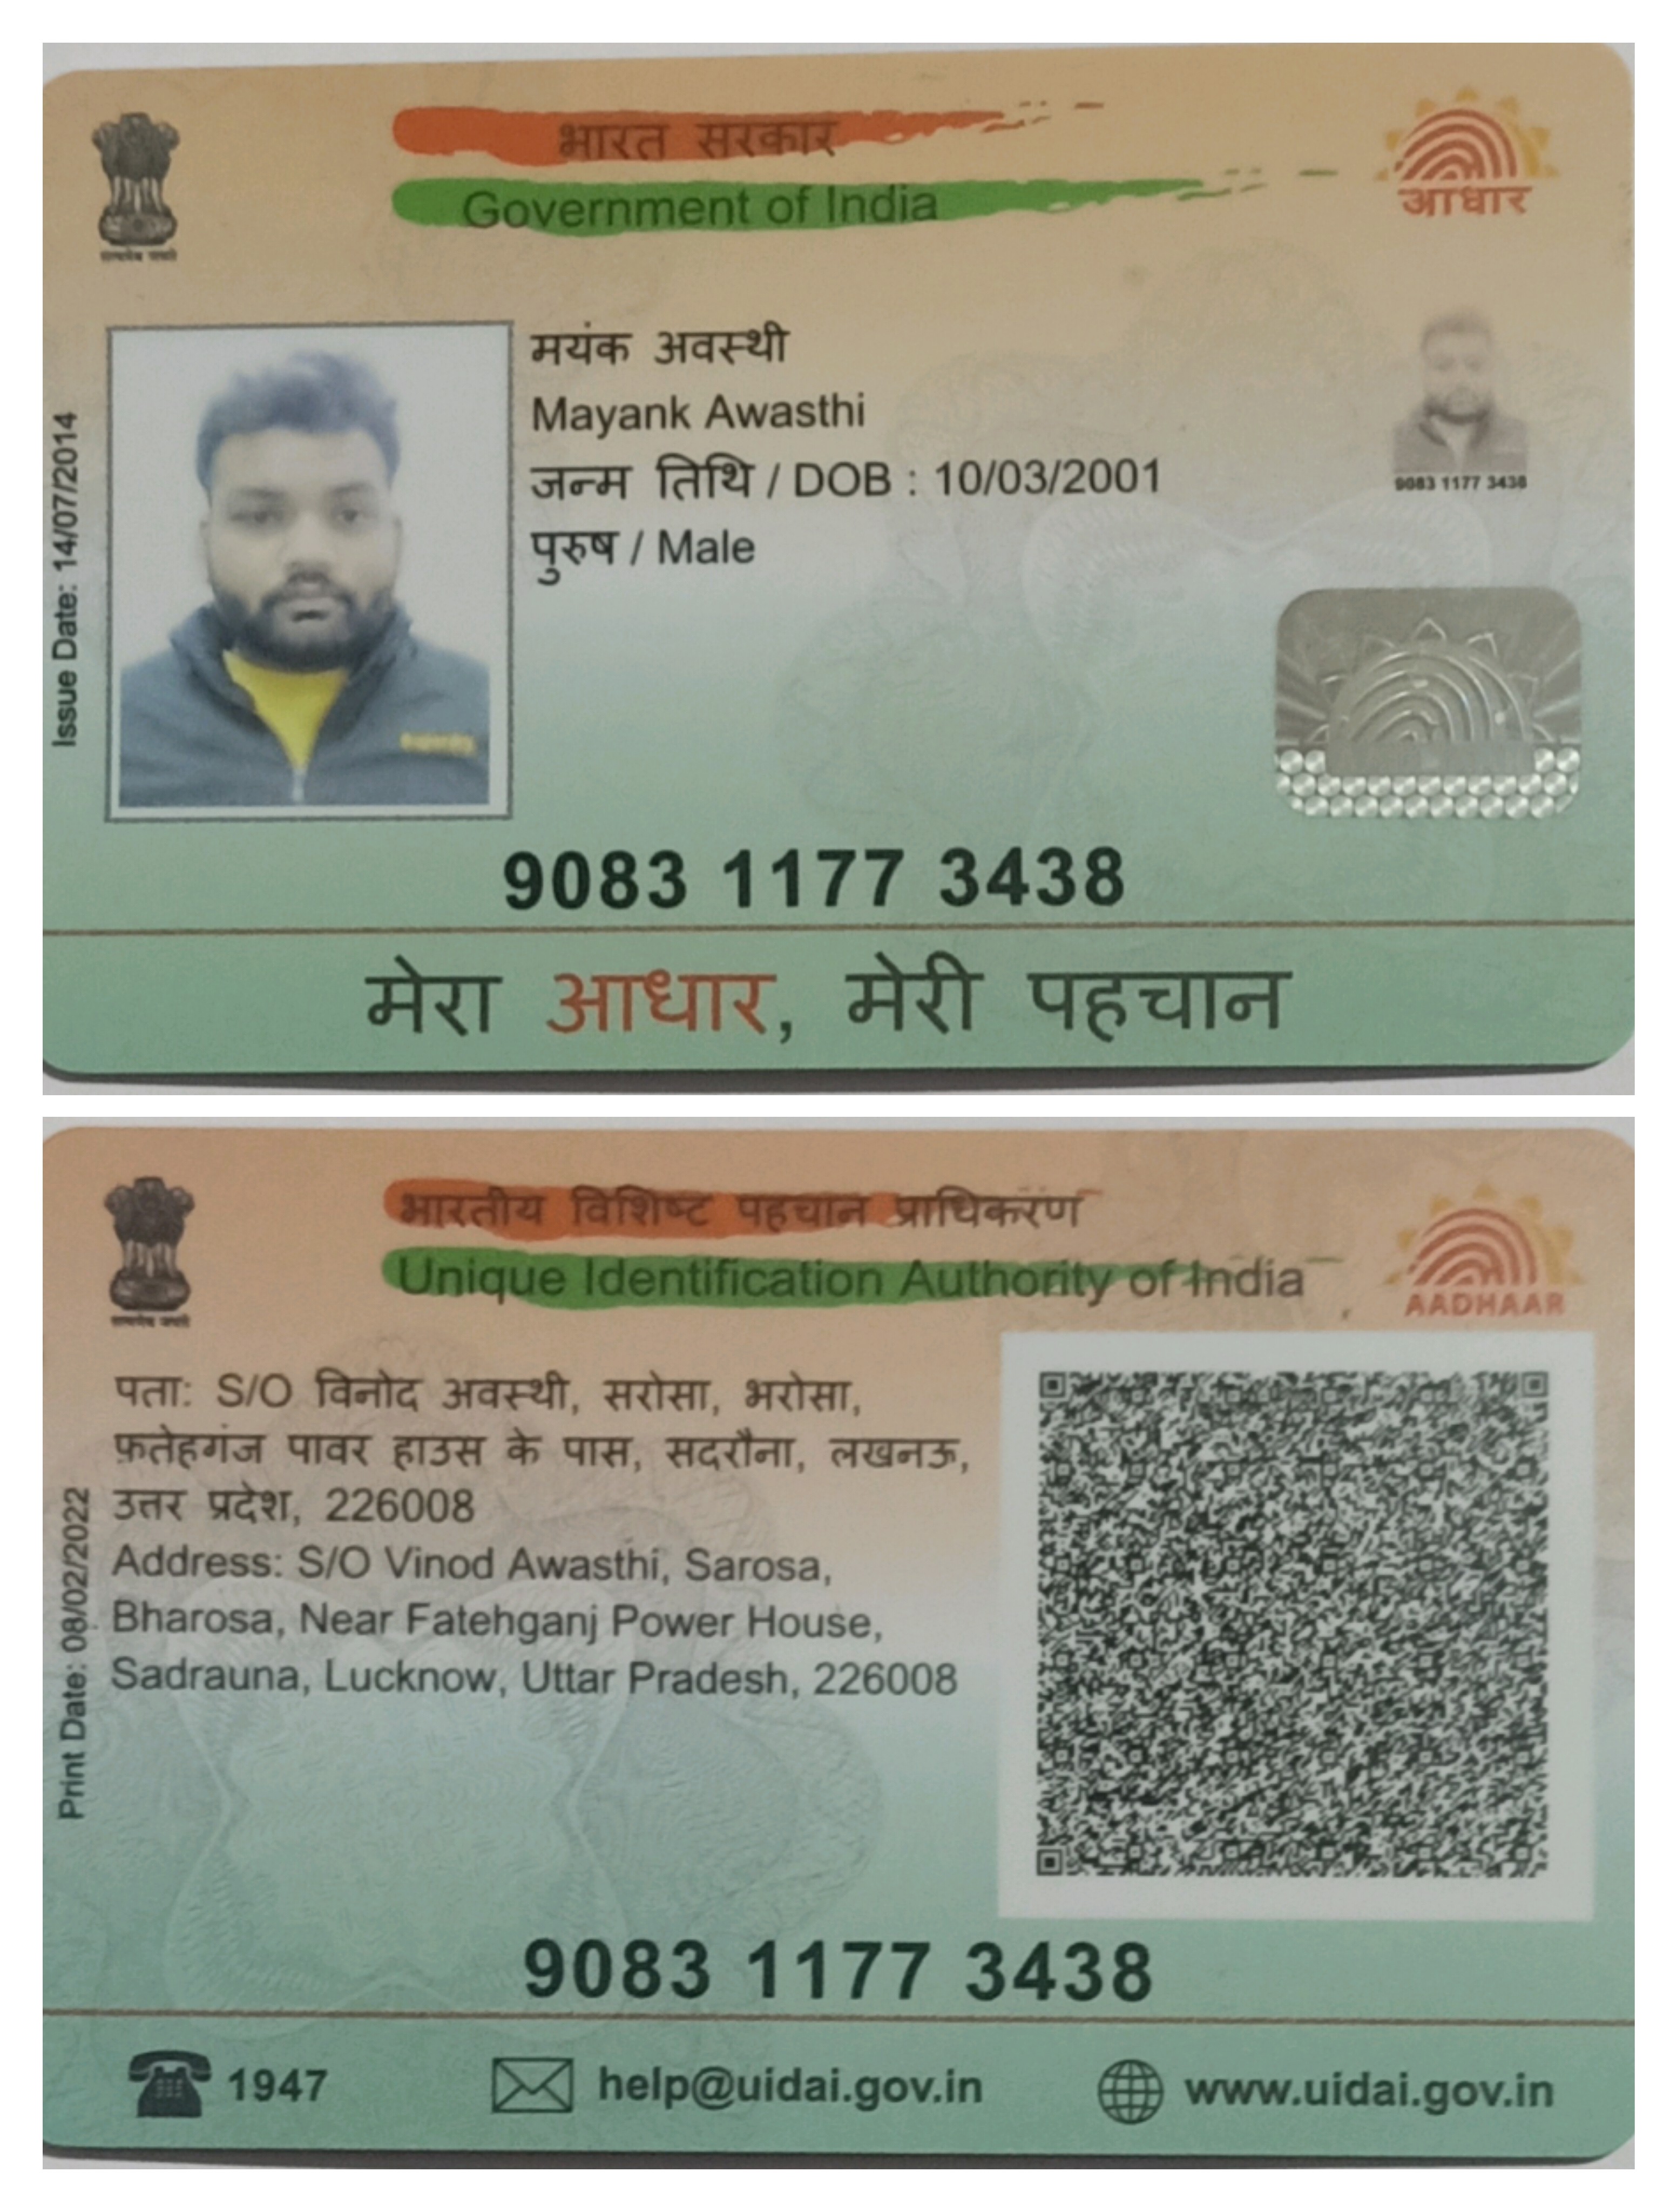 भारत सरकार
Government of India
आधार
सत्यमेव जयते
मयंक अवस्थी
Mayank Awasthi
जन्म तिथि / DOB : 10/03/2001
पुरुष / Male
Issue Date: 14/07/2014
9083 1177 3438
9083 1177 3438
मेरा आधार, मेरी पहचान
भारतीय विशिष्ट पहचान प्राधिकरण
Unique Identification Authority of India
AADHAAR
सत्यमेव जयते
पता: S/O विनोद अवस्थी, सरोसा, भरोसा,
फ़तेहगंज पावर हाउस के पास, सदरौना, लखनऊ,
उत्तर प्रदेश, 226008
Address: S/O Vinod Awasthi, Sarosa,
Bharosa, Near Fatehganj Power House,
Sadrauna, Lucknow, Uttar Pradesh, 226008
Print Date: 08/02/2022
9083 1177 3438
1947
help@uidai.gov.in
www.uidai.gov.in